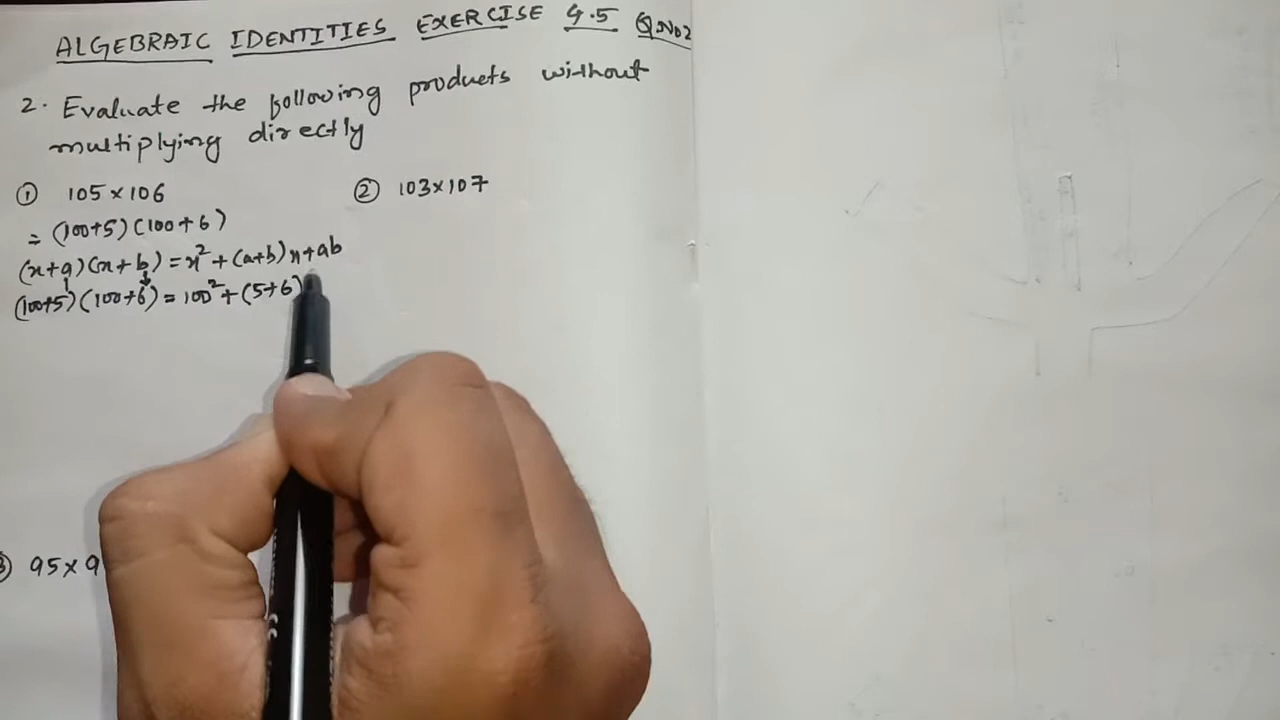 ALGEBRAIC IDENTITIES EXERCISE 9.5 Q.No2
2. Evaluate the following products without
multiplying directly
① 105 × 106
= (100+5) (100+6)
(x+a)(x+b) = x² + (a+b)x+ab
(100+5) (100+6) = 100² + (5+6)
② 103×107
95×9